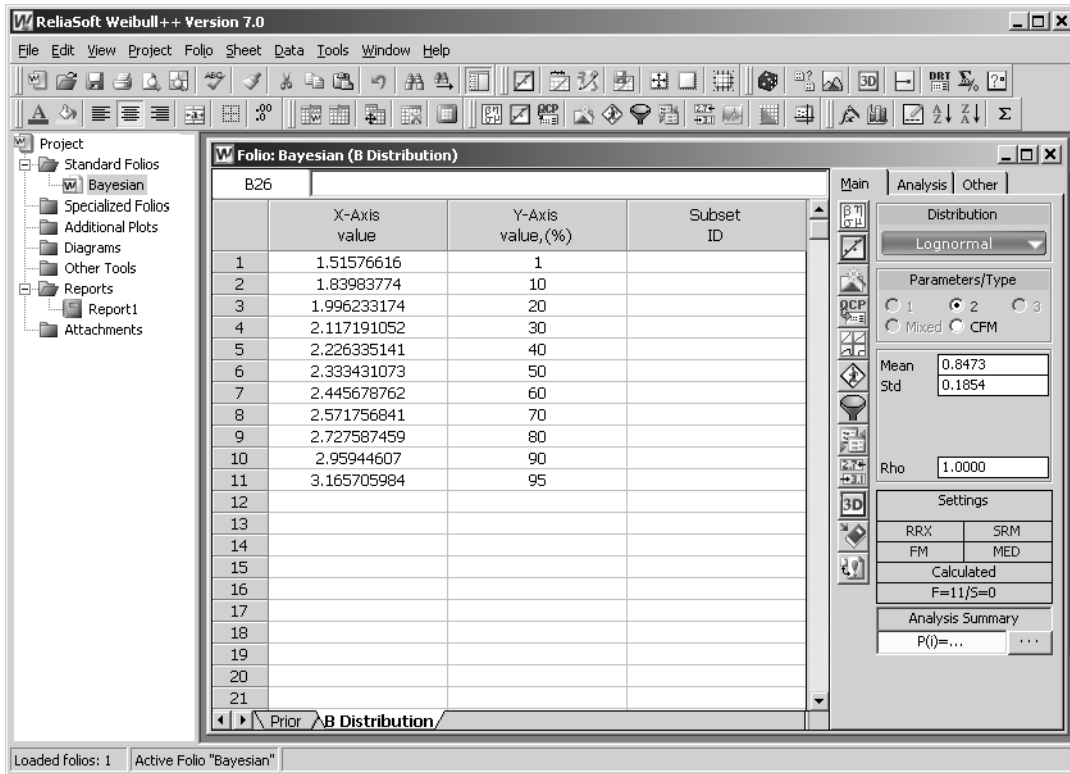 ReliaSoft Weibull++ Version 7.0
File Edit View Project Folio Sheet Data Tools Window Help
Project
Standard Folios
Bayesian
Specialized Folios
Additional Plots
Diagrams
Other Tools
Reports
Report1
Attachments
Folio: Bayesian (B Distribution)
B26
X-Axis value Y-Axis value,(%) Subset ID
1 1.51576616 1
2 1.83983774 10
3 1.996233174 20
4 2.117191052 30
5 2.226335141 40
6 2.333431073 50
7 2.445678762 60
8 2.571756841 70
9 2.727587459 80
10 2.95944607 90
11 3.165705984 95
12
13
14
15
16
17
18
19
20
21
Prior B Distribution
Main Analysis Other
Distribution
Lognormal
Parameters/Type
1 2 3
Mixed CFM
Mean 0.8473
Std 0.1854
Rho 1.0000
Settings
RRX SRM
FM MED
Calculated
F=11/S=0
Analysis Summary
P(i)=... ...
Loaded folios: 1 Active Folio "Bayesian"